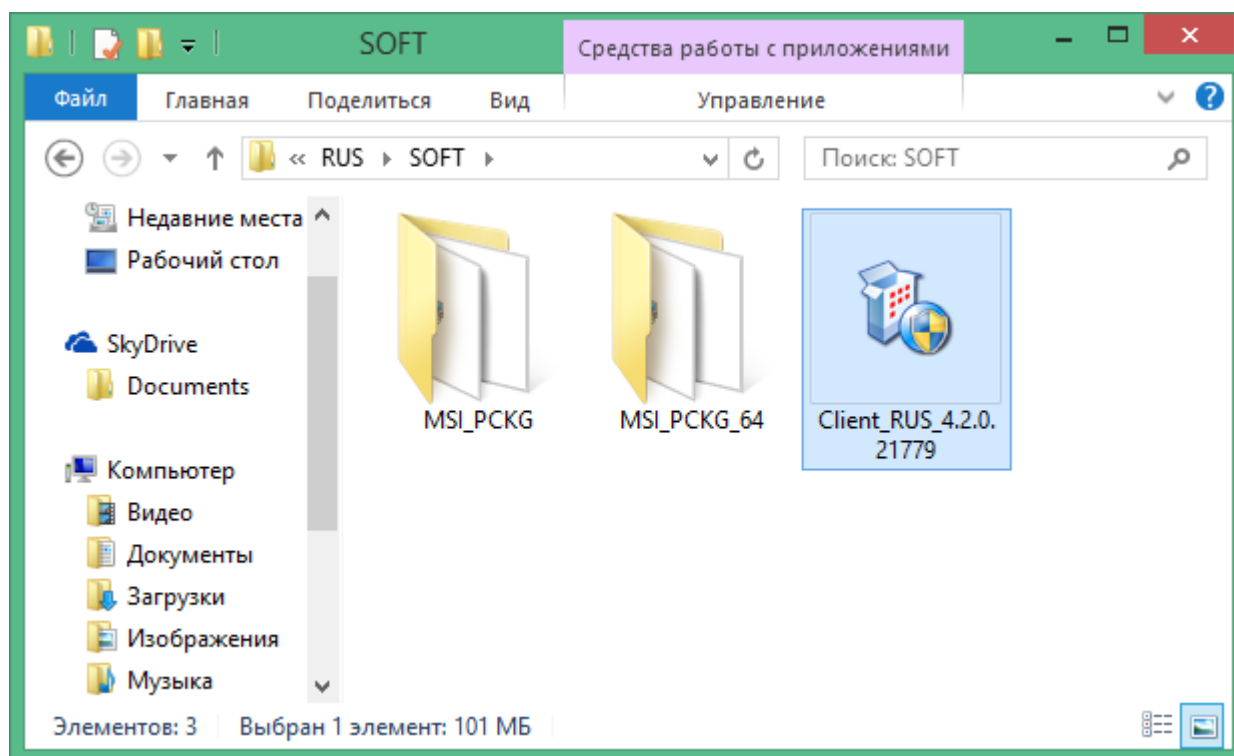 SOFT
Средства работы с приложениями
Файл Главная Поделиться Вид Управление
« RUS SOFT Поиск: SOFT
Недавние места
Рабочий стол
SkyDrive
Documents
Компьютер
Видео
Документы
Загрузки
Изображения
Музыка
MSI_PCKG MSI_PCKG_64 Client_RUS_4.2.0.
21779
Элементов: 3 Выбран 1 элемент: 101 МБ